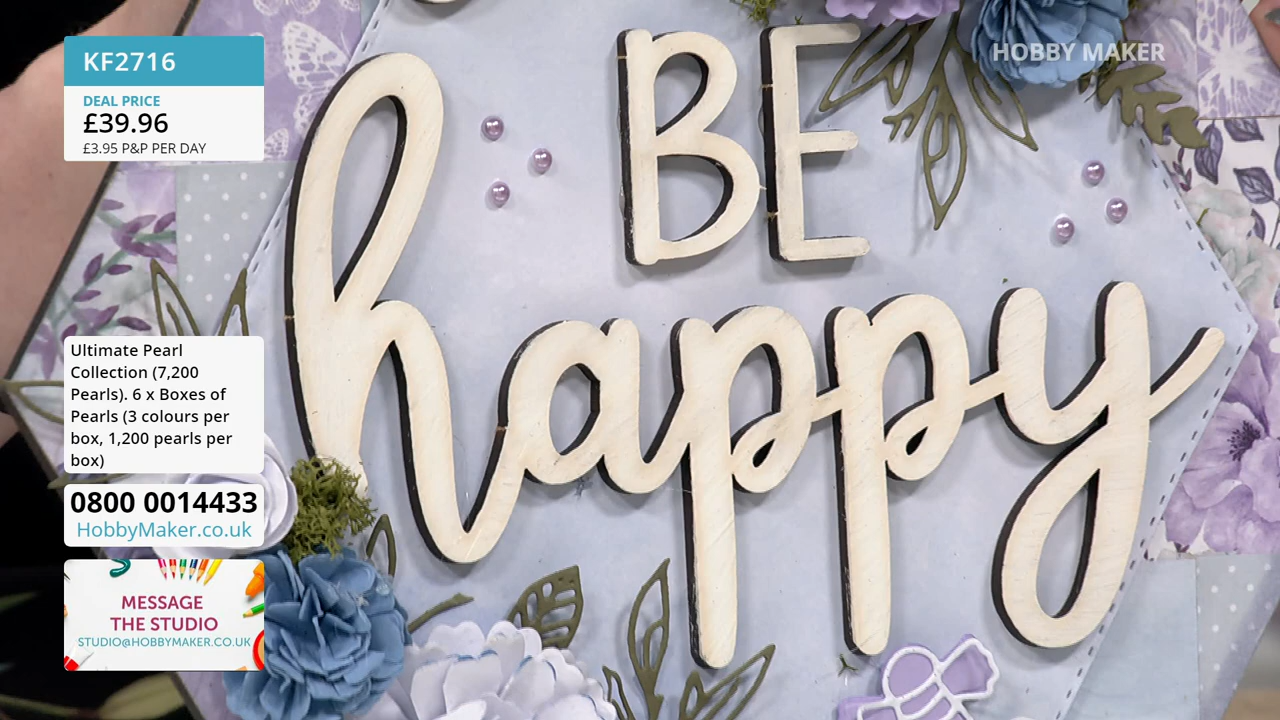 KF2716
DEAL PRICE
£39.96
£3.95 P&P PER DAY
HOBBY MAKER
BE
happy
Ultimate Pearl
Collection (7,200
Pearls). 6 x Boxes of
Pearls (3 colours per
box, 1,200 pearls per
box)
0800 0014433
HobbyMaker.co.uk
MESSAGE
THE STUDIO
STUDIO@HOBBYMAKER.CO.UK